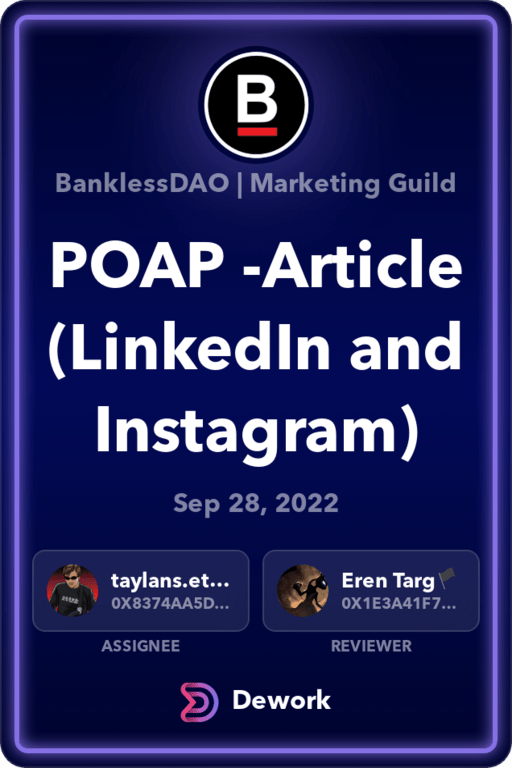 B
BanklessDAO | Marketing Guild
POAP -Article
(LinkedIn and
Instagram)
Sep 28, 2022
taylans.et...
0X8374AA5D...
Eren Targ🏴
0X1E3A41F7...
ASSIGNEE
REVIEWER
Dework